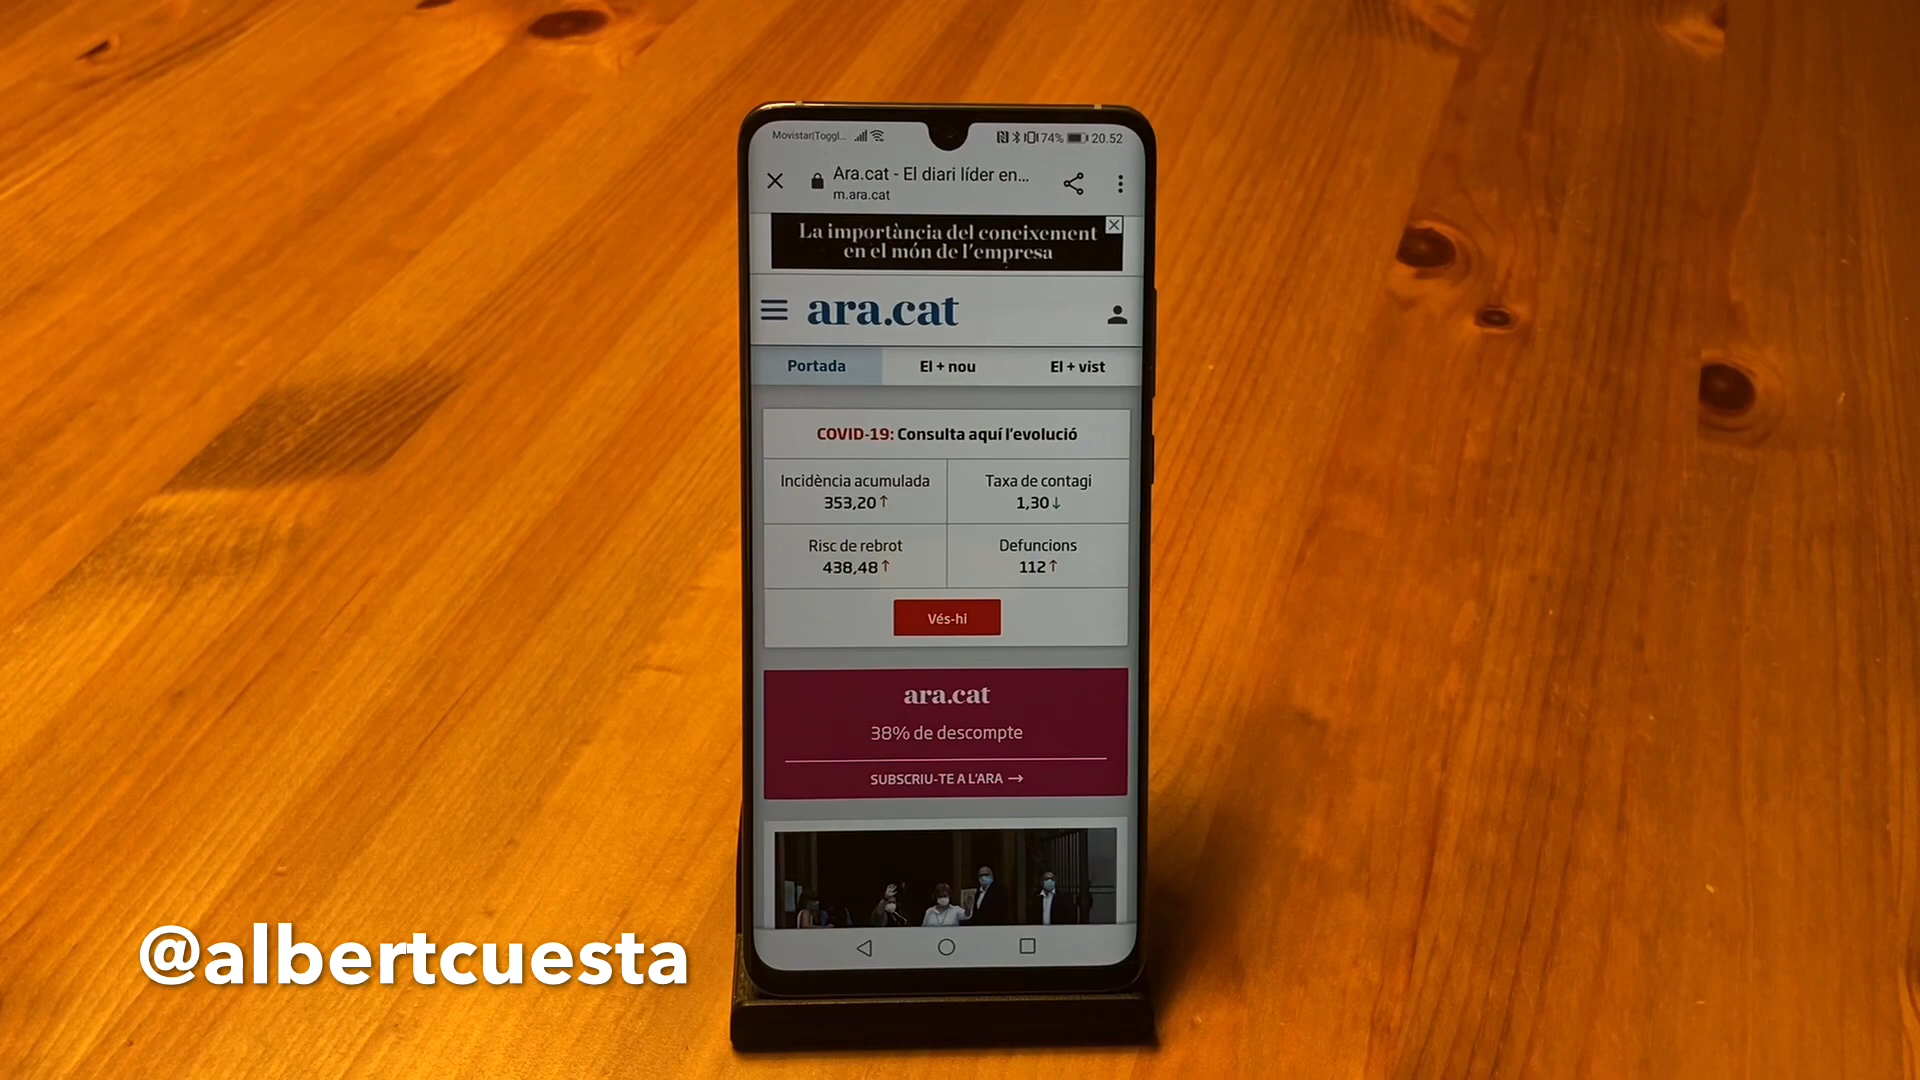 Movistar|Toggl... 74% 20.52
Ara.cat - El diari líder en...
m.ara.cat
La importància del coneixement
en el món de l'empresa
ara.cat
Portada El + nou El + vist
COVID-19: Consulta aquí l'evolució
Incidència acumulada Taxa de contagi
353,20↑ 1,30↓
Risc de rebrot Defuncions
438,48↑ 112↑
Vés-hi
ara.cat
38% de descompte
SUBSCRIU-TE A L'ARA →
@albertcuesta